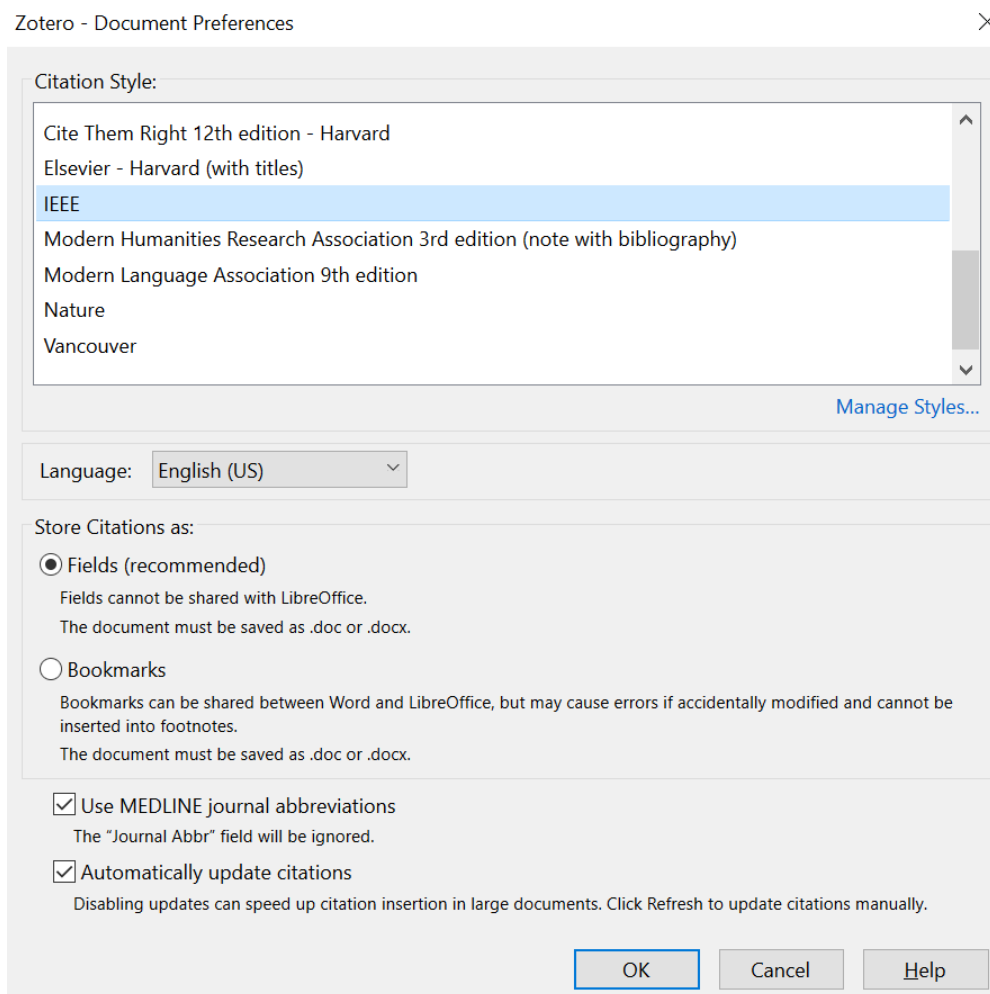 Zotero - Document Preferences
Citation Style:
Cite Them Right 12th edition - Harvard
Elsevier - Harvard (with titles)
IEEE
Modern Humanities Research Association 3rd edition (note with bibliography)
Modern Language Association 9th edition
Nature
Vancouver
Manage Styles...
Language: English (US)
Store Citations as:
Fields (recommended)
Fields cannot be shared with LibreOffice.
The document must be saved as .doc or .docx.
Bookmarks
Bookmarks can be shared between Word and LibreOffice, but may cause errors if accidentally modified and cannot be
inserted into footnotes.
The document must be saved as .doc or .docx.
Use MEDLINE journal abbreviations
The “Journal Abbr” field will be ignored.
Automatically update citations
Disabling updates can speed up citation insertion in large documents. Click Refresh to update citations manually.
OK Cancel Help